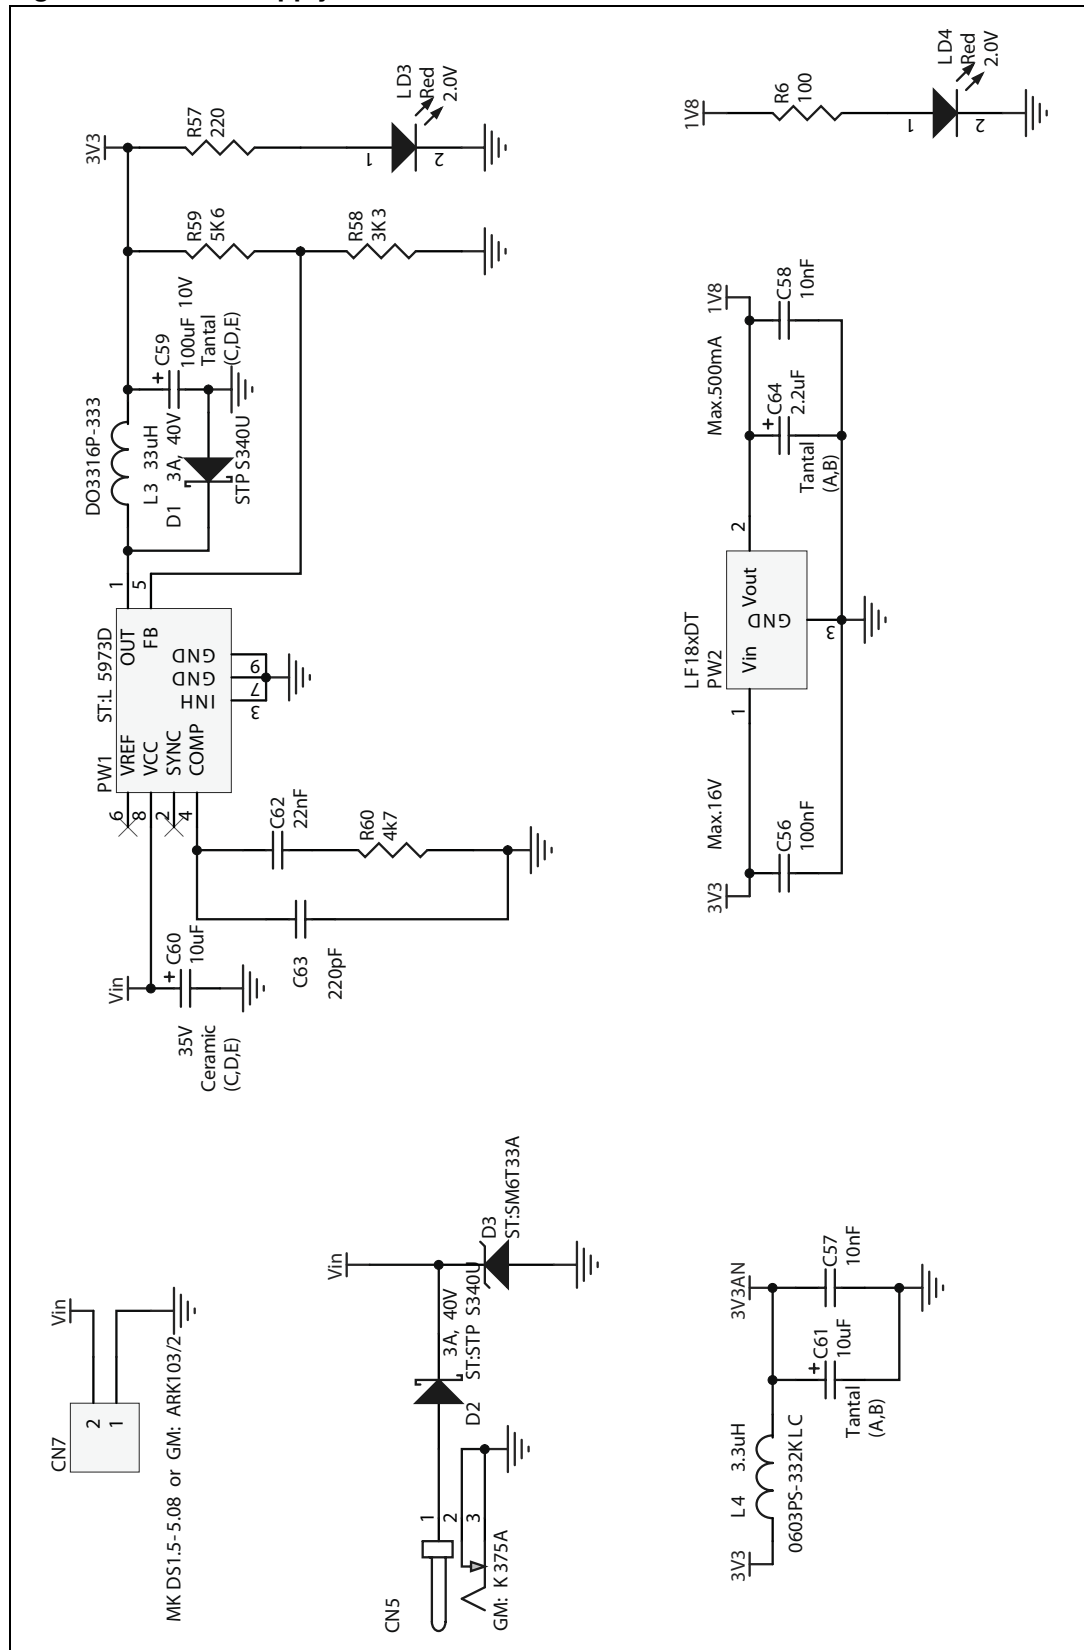 3V3
R57
220
LD3
Red
2.0V
1
2
R59
5K6
R58
3K3
DO3316P-333
L3 33uH
C59
100uF 10V
Tantal
(C,D,E)
+
D1
3A, 40V
STPS340U
1
5
PW1
ST:L 5973D
VREF
VCC
SYNC
COMP
OUT
FB
GND
GND
INH
9
7
3
6
8
2
4
C62
22nF
R60
4k7
C63
220pF
Vin
+
C60
10uF
35V
Ceramic
(C,D,E)
1V8
R6
100
LD4
Red
2.0V
1
2
1V8
C58
10nF
Max.500mA
+
C64
2.2uF
Tantal
(A,B)
2
LF18xDT
PW2
Vin
Vout
GND
3
1
Max.16V
3V3
C56
100nF
Vin
CN7
2
1
MKDS1.5-5.08 or GM: ARK103/2
Vin
D3
ST:SM6T33A
3A, 40V
ST:STPS340U
D2
1
2
3
CN5
GM: K375A
3V3AN
C57
10nF
+
C61
10uF
Tantal
(A,B)
L4 3.3uH
0603PS-332KLC
3V3